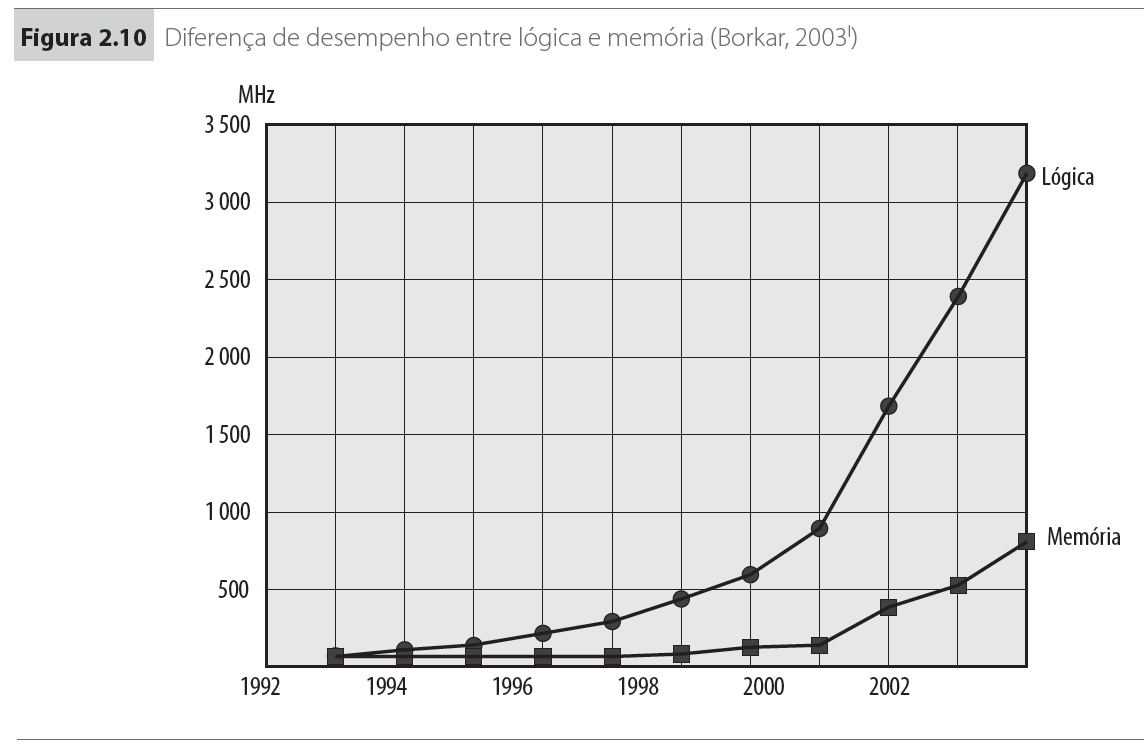 Figura 2.10 Diferença de desempenho entre lógica e memória (Borkar, 2003ᴵ)
MHz
3 500
Lógica
3 000
2 500
2 000
1 500
1 000
Memória
500
1992 1994 1996 1998 2000 2002